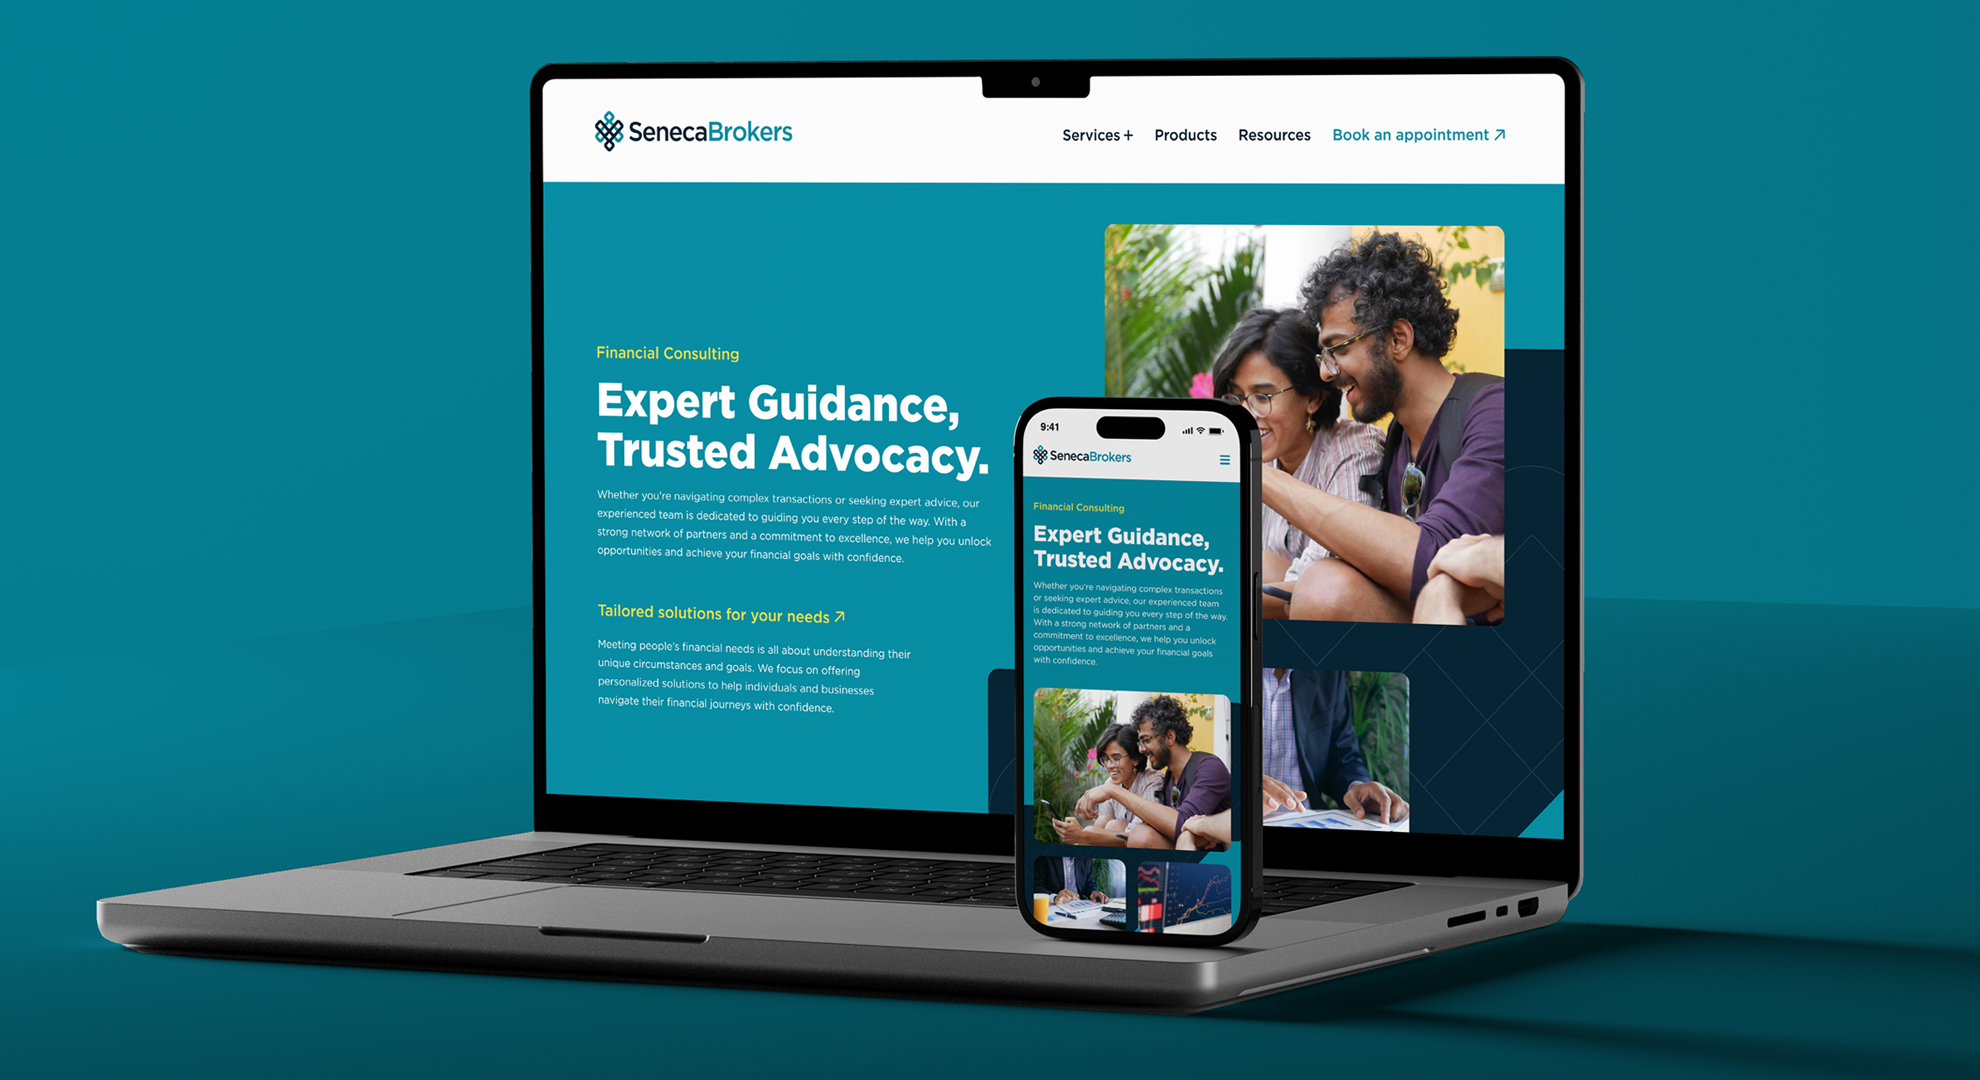 SenecaBrokers
Services + Products Resources Book an appointment ↗
Financial Consulting
Expert Guidance,
Trusted Advocacy.
Whether you're navigating complex transactions or seeking expert advice, our
experienced team is dedicated to guiding you every step of the way. With a
strong network of partners and a commitment to excellence, we help you unlock
opportunities and achieve your financial goals with confidence.
Tailored solutions for your needs ↗
Meeting people's financial needs is all about understanding their
unique circumstances and goals. We focus on offering
personalized solutions to help individuals and businesses
navigate their financial journeys with confidence.
9:41
SenecaBrokers
Financial Consulting
Expert Guidance,
Trusted Advocacy.
Whether you're navigating complex transactions
or seeking expert advice, our experienced team
is dedicated to guiding you every step of the way.
With a strong network of partners and a
commitment to excellence, we help you unlock
opportunities and achieve your financial goals
with confidence.